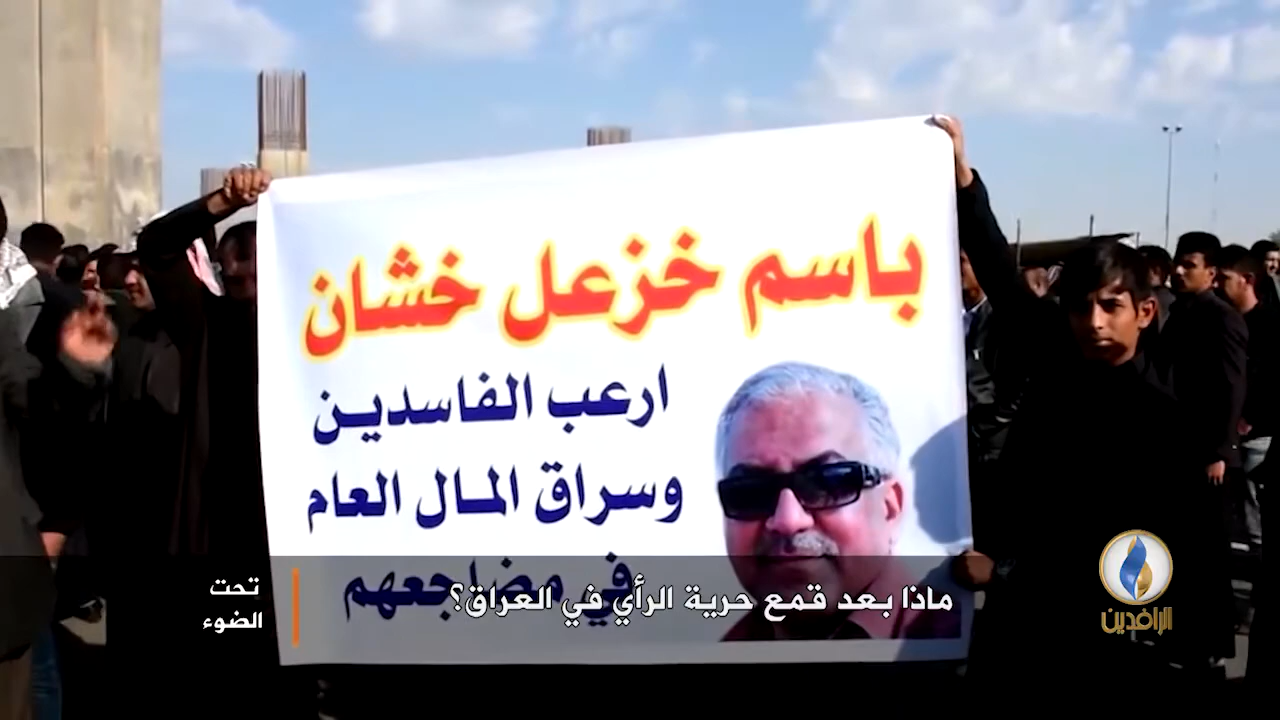 باسم خزعل خشان
ارعب الفاسدين
وسراق المال العام
في مضاجعهم
ماذا بعد قمع حرية الرأي في العراق؟
تحت
الضوء
الرافدين